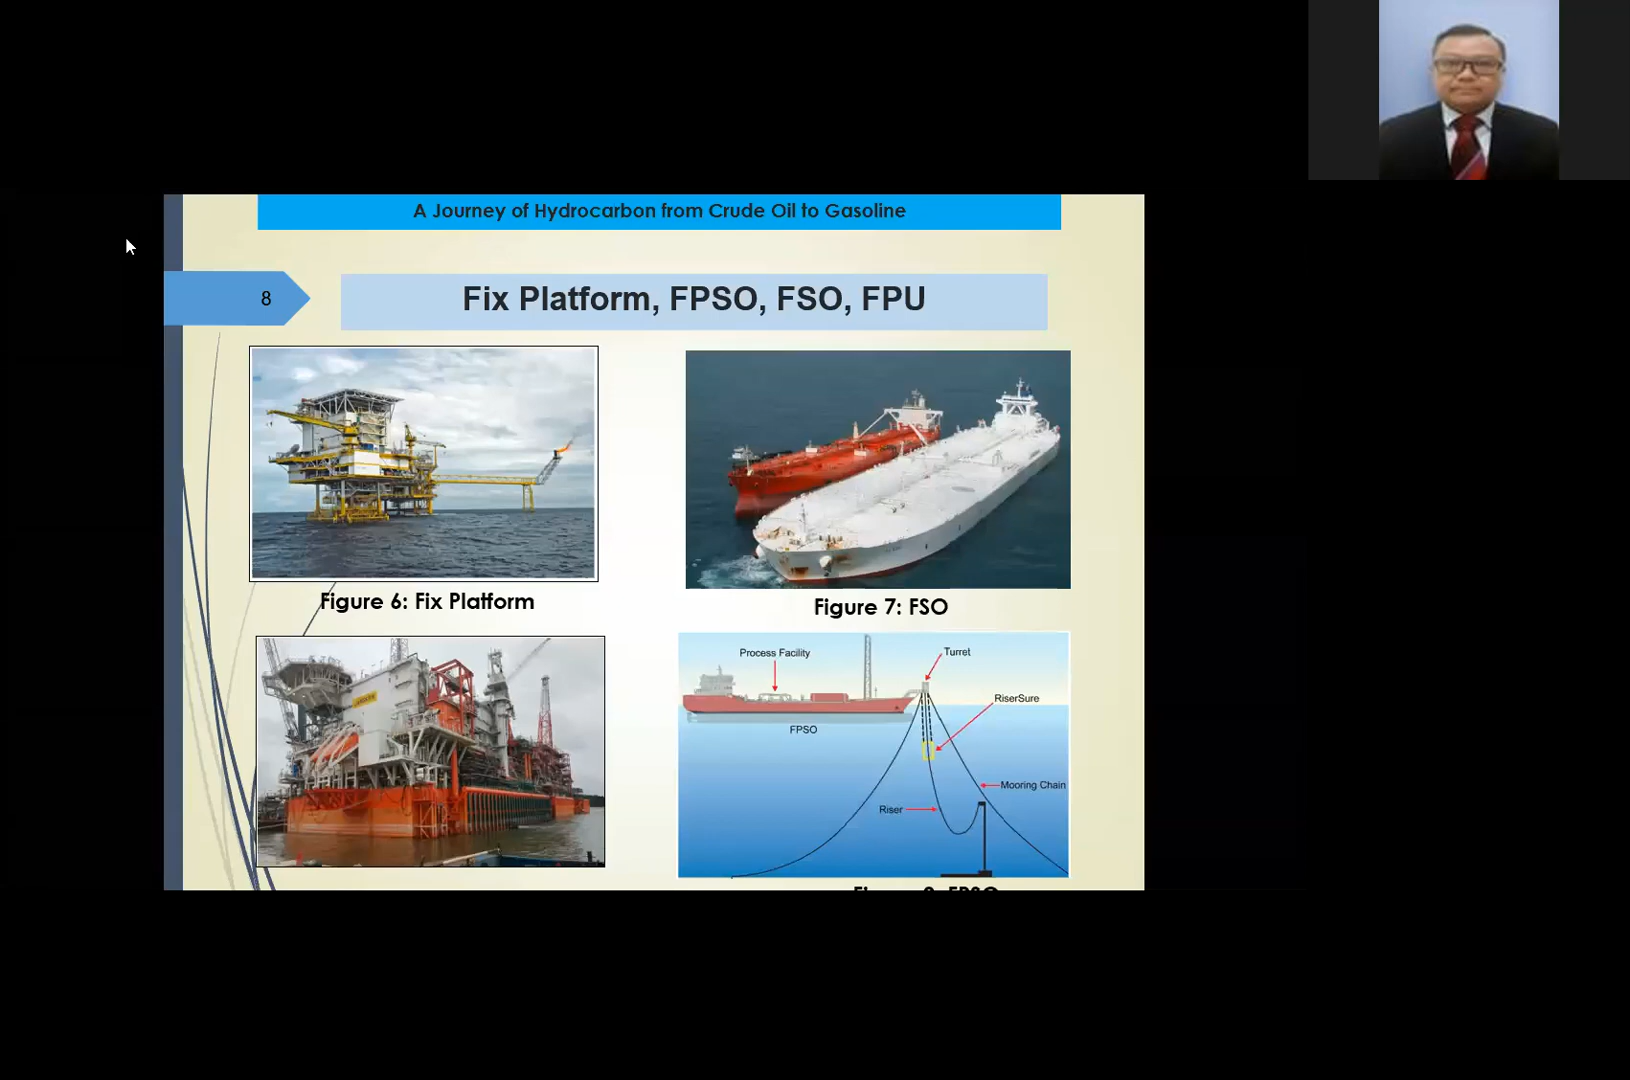 A Journey of Hydrocarbon from Crude Oil to Gasoline
8
Fix Platform, FPSO, FSO, FPU
Figure 6: Fix Platform
Figure 7: FSO
Process Facility
Turret
RiserSure
FPSO
Mooring Chain
Riser